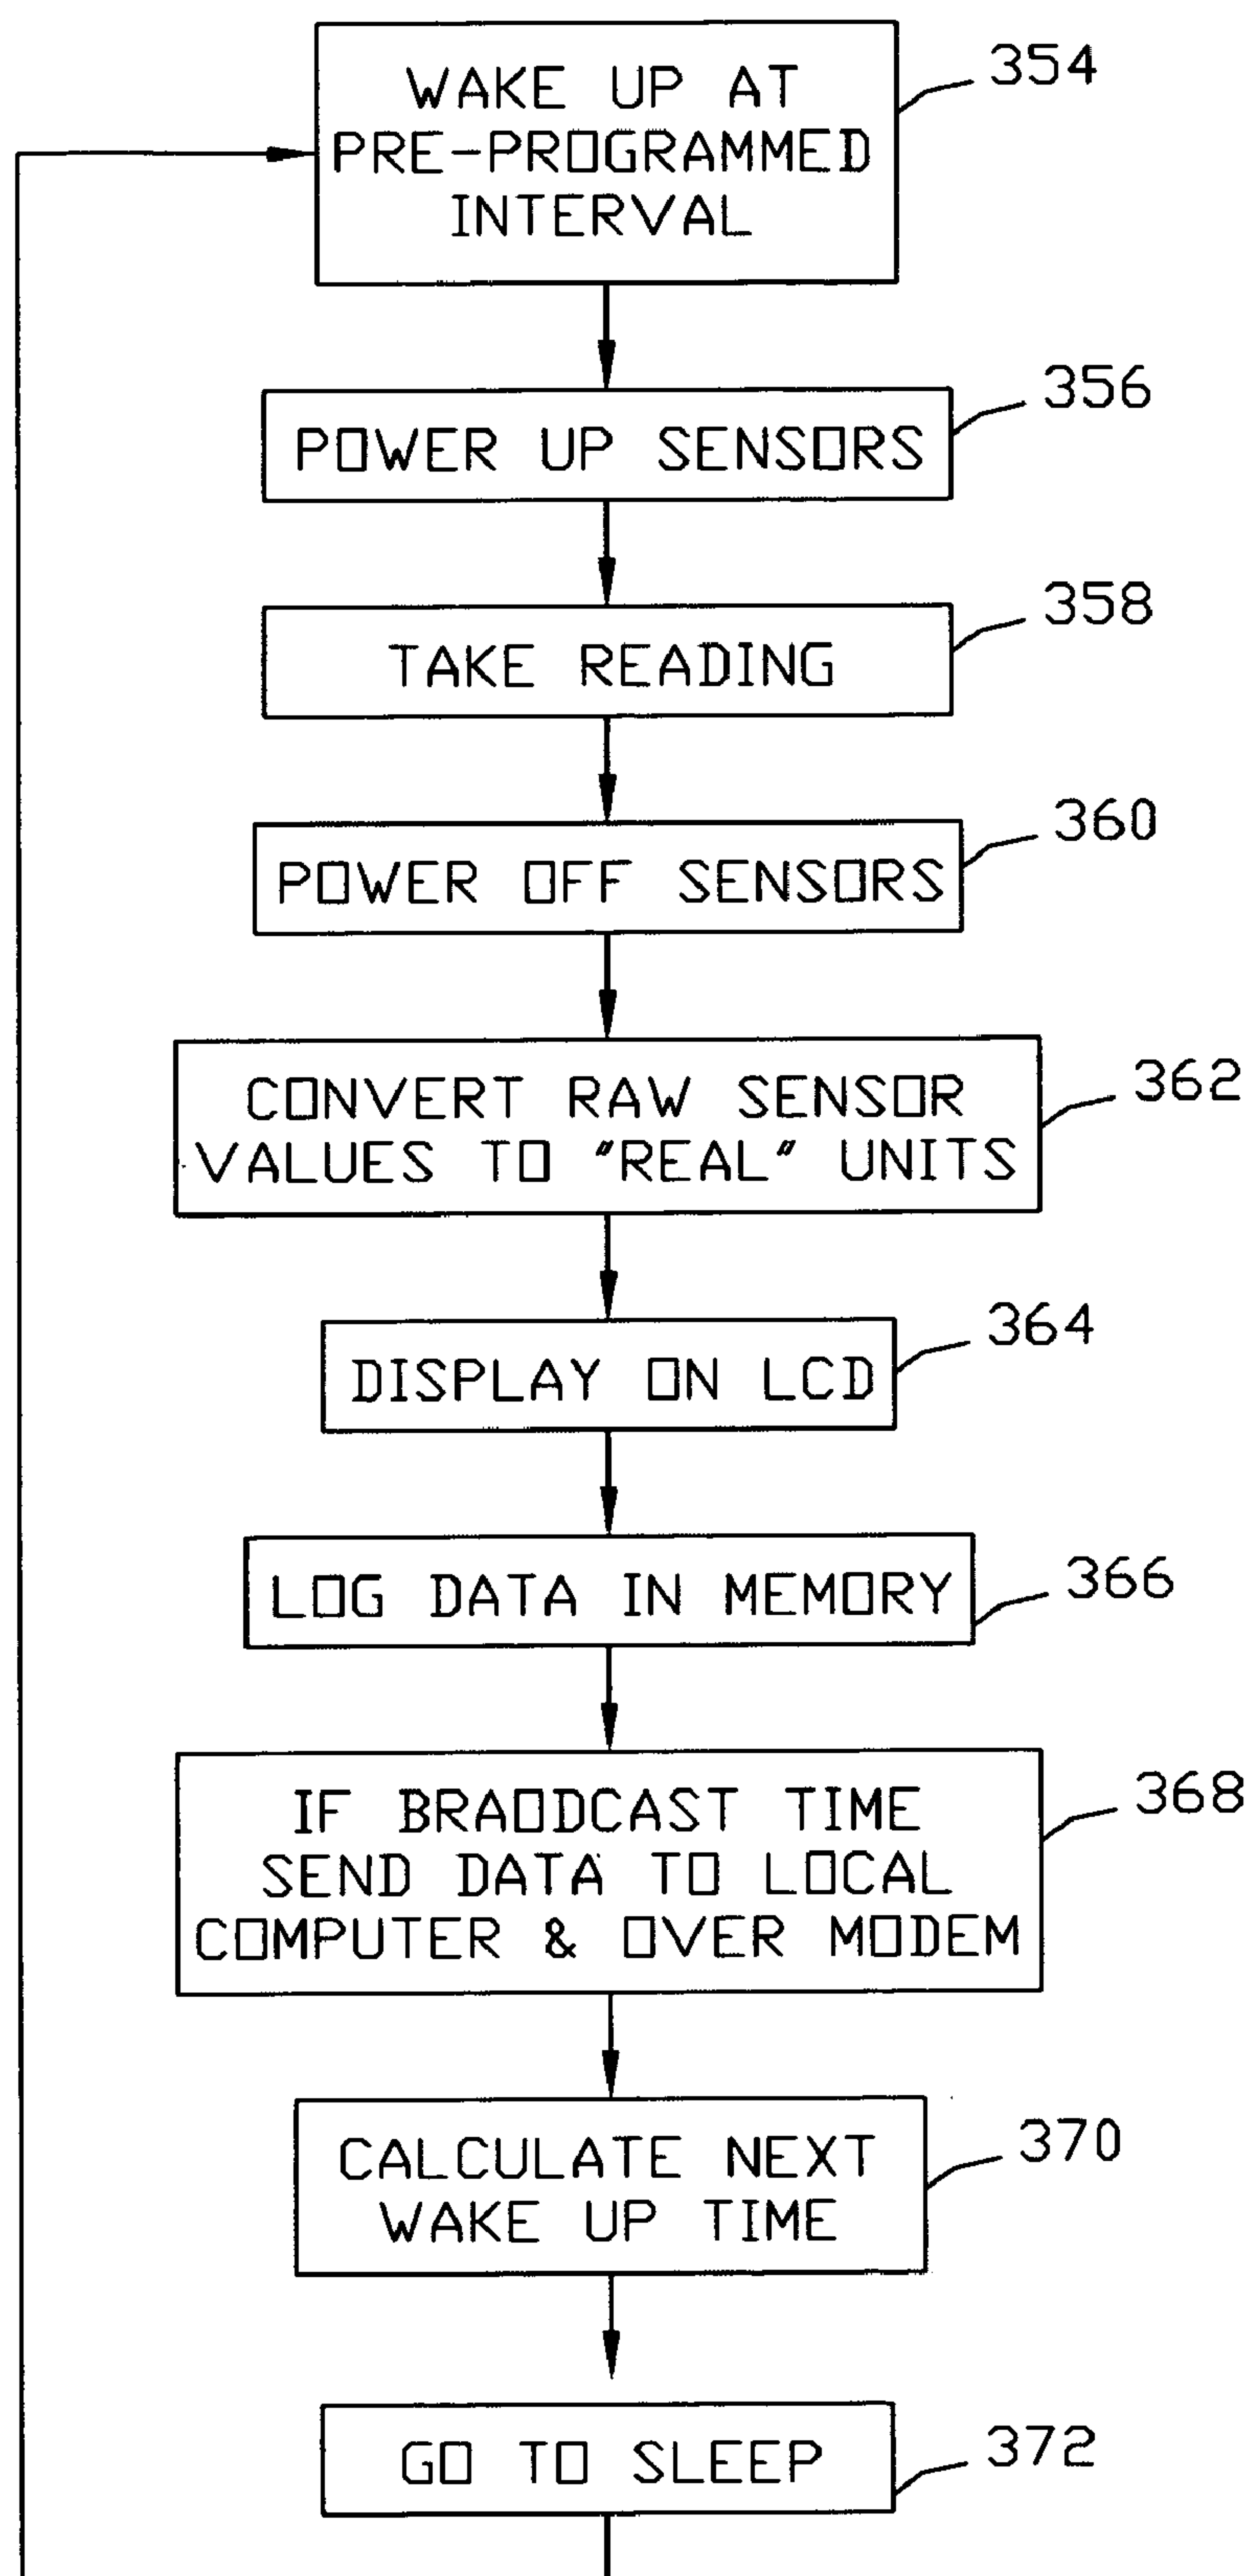 354
WAKE UP AT
PRE-PROGRAMMED
INTERVAL
356
POWER UP SENSORS
358
TAKE READING
360
POWER OFF SENSORS
362
CONVERT RAW SENSOR
VALUES TO "REAL" UNITS
364
DISPLAY ON LCD
366
LOG DATA IN MEMORY
368
IF BRAODCAST TIME
SEND DATA TO LOCAL
COMPUTER & OVER MODEM
370
CALCULATE NEXT
WAKE UP TIME
372
GO TO SLEEP